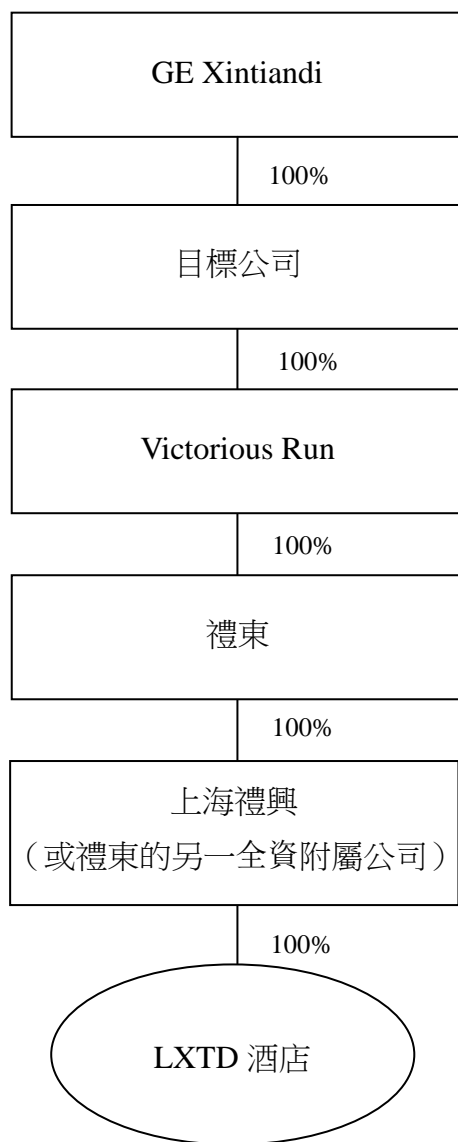 GE Xintiandi
100%
目標公司
100%
Victorious Run
100%
禮東
100%
上海禮興
（或禮東的另一全資附屬公司）
100%
LXTD 酒店